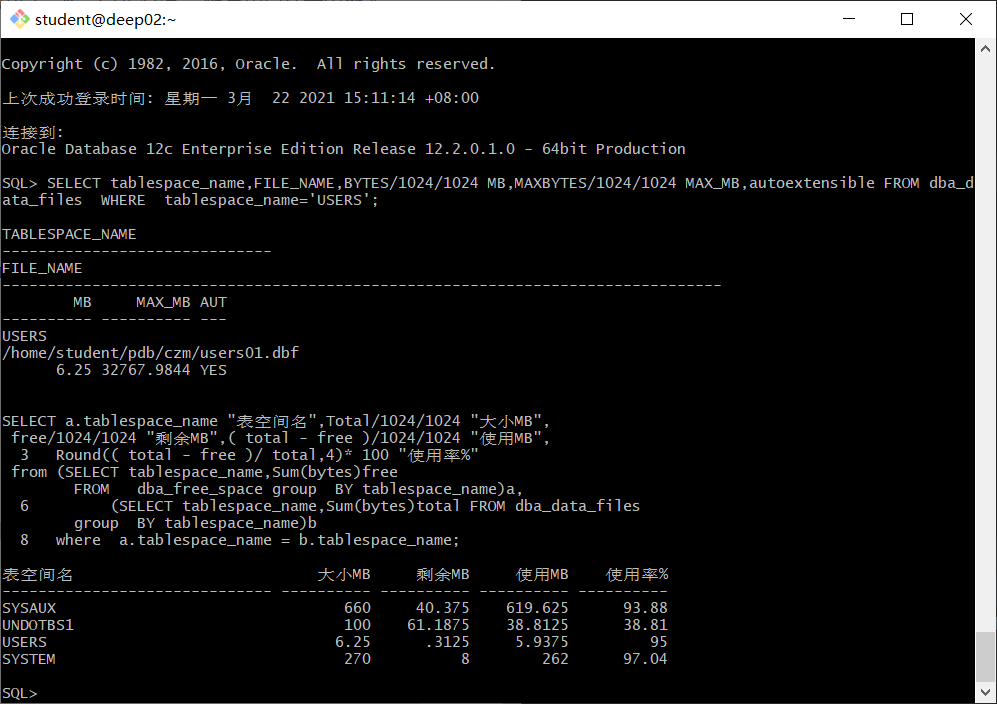 student@deep02:~
Copyright (c) 1982, 2016, Oracle.  All rights reserved.
上次成功登录时间: 星期一 3月  22 2021 15:11:14 +08:00
连接到:
Oracle Database 12c Enterprise Edition Release 12.2.0.1.0 - 64bit Production
SQL> SELECT tablespace_name,FILE_NAME,BYTES/1024/1024 MB,MAXBYTES/1024/1024 MAX_MB,autoextensible FROM dba_d
ata_files  WHERE  tablespace_name='USERS';
TABLESPACE_NAME
------------------------------
FILE_NAME
--------------------------------------------------------------------------------
        MB     MAX_MB AUT
---------- ---------- ---
USERS
/home/student/pdb/czm/users01.dbf
      6.25 32767.9844 YES
SELECT a.tablespace_name "表空间名",Total/1024/1024 "大小MB",
 free/1024/1024 "剩余MB",( total - free )/1024/1024 "使用MB",
  3   Round(( total - free )/ total,4)* 100 "使用率%"
 from (SELECT tablespace_name,Sum(bytes)free
        FROM   dba_free_space group  BY tablespace_name)a,
  6         (SELECT tablespace_name,Sum(bytes)total FROM dba_data_files
        group  BY tablespace_name)b
  8   where  a.tablespace_name = b.tablespace_name;
表空间名                           大小MB     剩余MB     使用MB    使用率%
------------------------------ ---------- ---------- ---------- ----------
SYSAUX                                660     40.375    619.625      93.88
UNDOTBS1                              100    61.1875    38.8125      38.81
USERS                                6.25      .3125     5.9375         95
SYSTEM                                270          8        262      97.04
SQL>